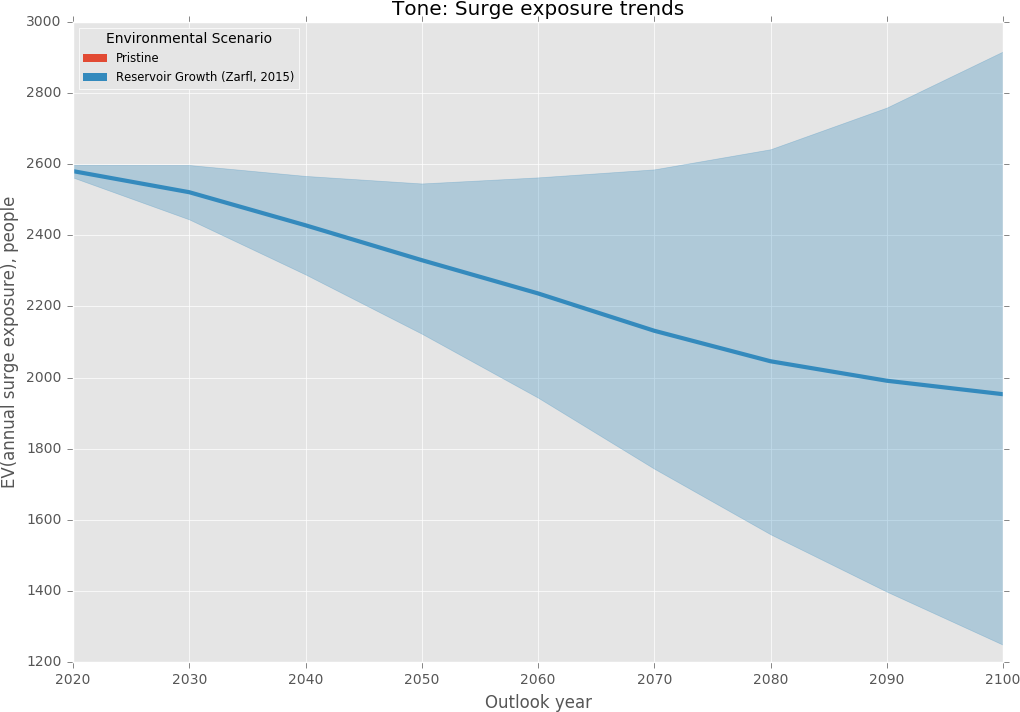 Tone: Surge exposure trends
Environmental Scenario
Pristine
Reservoir Growth (Zarfl, 2015)
EV(annual surge exposure), people
3000
2800
2600
2400
2200
2000
1800
1600
1400
1200
2020 2030 2040 2050 2060 2070 2080 2090 2100
Outlook year